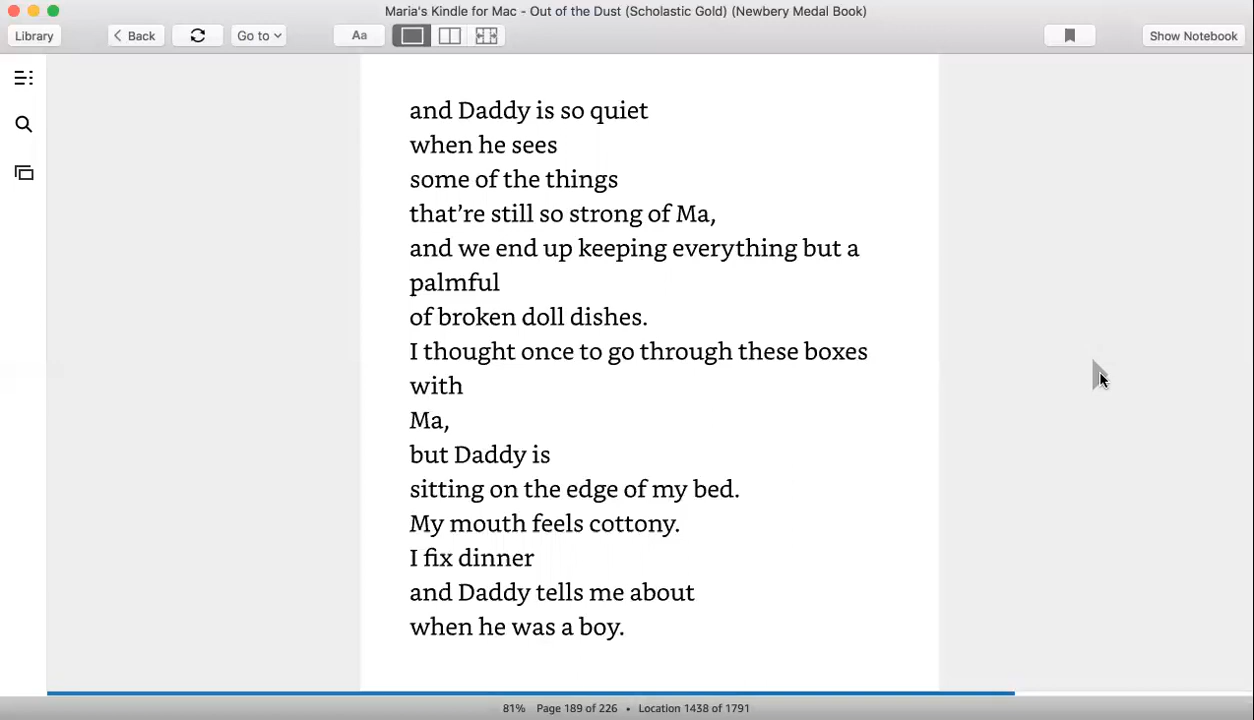 Maria's Kindle for Mac - Out of the Dust (Scholastic Gold) (Newbery Medal Book)
Library
Back
Go to
Aa
Show Notebook
and Daddy is so quiet
when he sees
some of the things
that're still so strong of Ma,
and we end up keeping everything but a
palmful
of broken doll dishes.
I thought once to go through these boxes
with
Ma,
but Daddy is
sitting on the edge of my bed.
My mouth feels cottony.
I fix dinner
and Daddy tells me about
when he was a boy.
81% Page 189 of 226 • Location 1438 of 1791